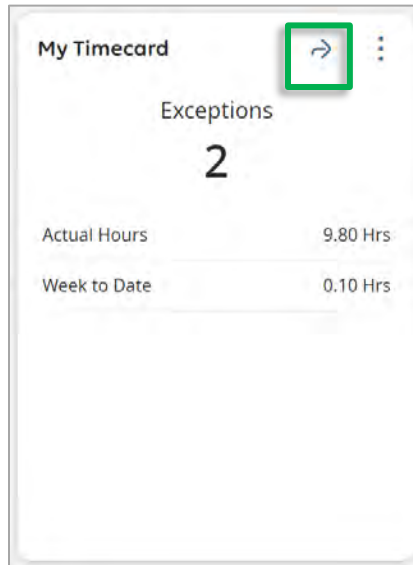 My Timecard
Exceptions
2
Actual Hours 9.80 Hrs
Week to Date 0.10 Hrs